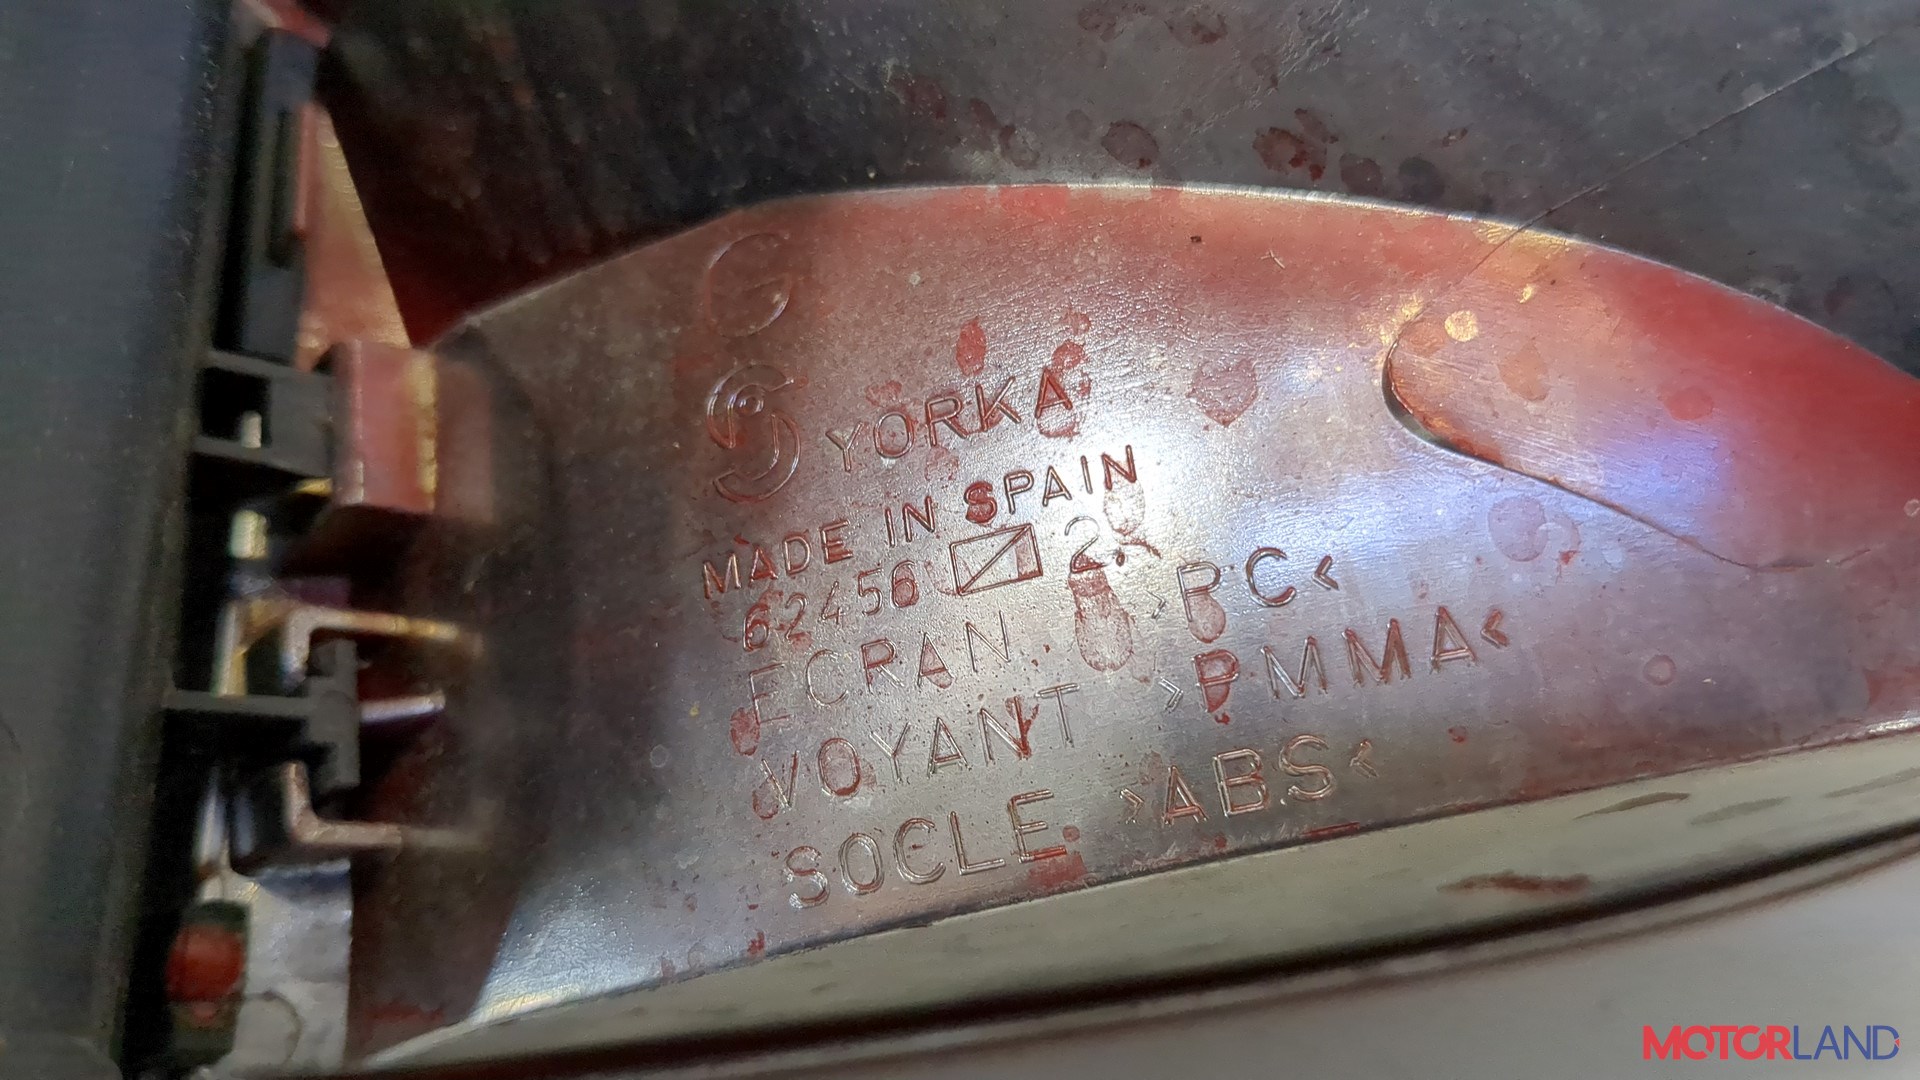 G
YORKA
MADE IN SPAIN
62456 2.
ECRAN >PC<
VOYANT >PMMA<
SOCLE >ABS<
MOTORLAND